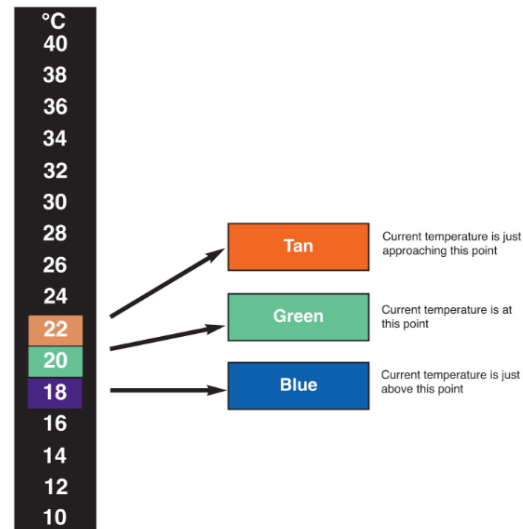 °C
40
38
36
34
32
30
28
26
24
22
20
18
16
14
12
10
Tan
Current temperature is just
approaching this point
Green
Current temperature is at
this point
Blue
Current temperature is just
above this point